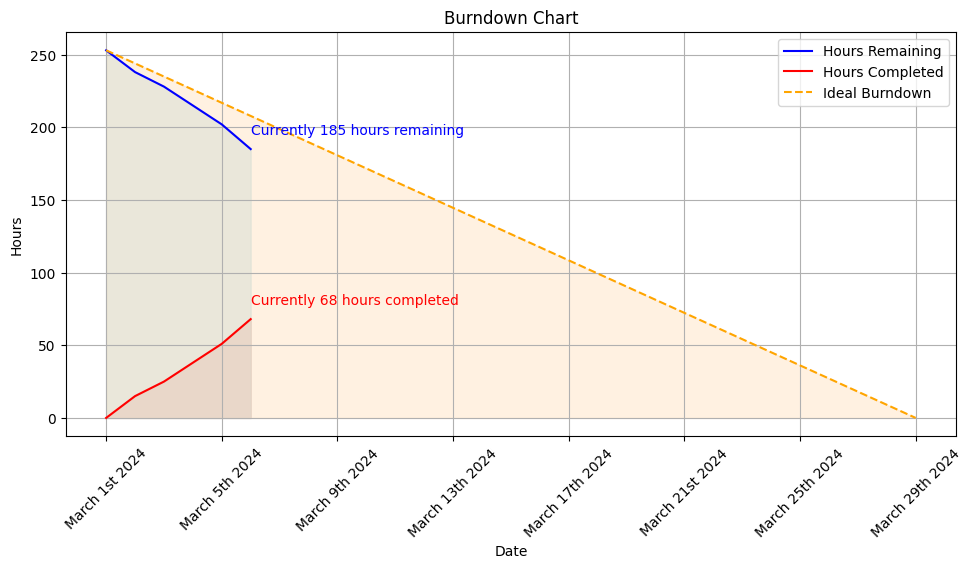 Burndown Chart
Hours Remaining
Hours Completed
Ideal Burndown
250
200
150
100
50
0
Hours
Currently 185 hours remaining
Currently 68 hours completed
March 1st 2024
March 5th 2024
March 9th 2024
March 13th 2024
March 17th 2024
March 21st 2024
March 25th 2024
March 29th 2024
Date